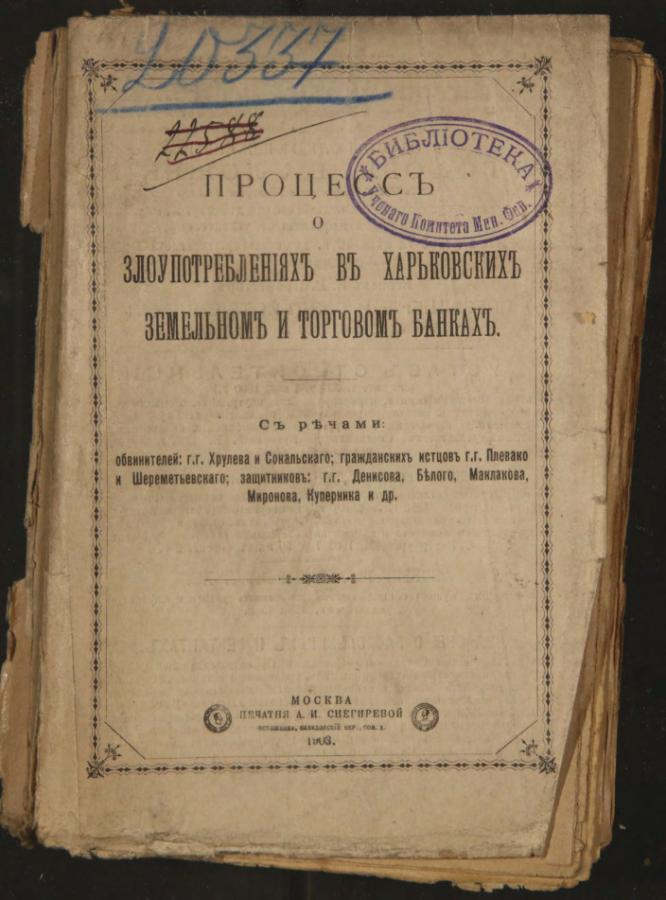 20337
22588
БИБЛІОТЕКА
Ученаго Комитета Мин. Фин.
ПРОЦЕССЪ
О
ЗЛОУПОТРЕБЛЕНІЯХЪ ВЪ ХАРЬКОВСКИХЪ
ЗЕМЕЛЬНОМЪ И ТОРГОВОМЪ БАНКАХЪ.
Съ рѣчами:
обвинителей: г.г. Хрулева и Сокальскаго; гражданскихъ истцовъ г.г. Плевако
и Шереметьевскаго; защитниковъ: г.г. Денисова, Бѣлого, Маклакова,
Миронова, Куперника и др.
МОСКВА
ПЕЧАТНЯ А. И. СНЕГИРЕВОЙ
1903.